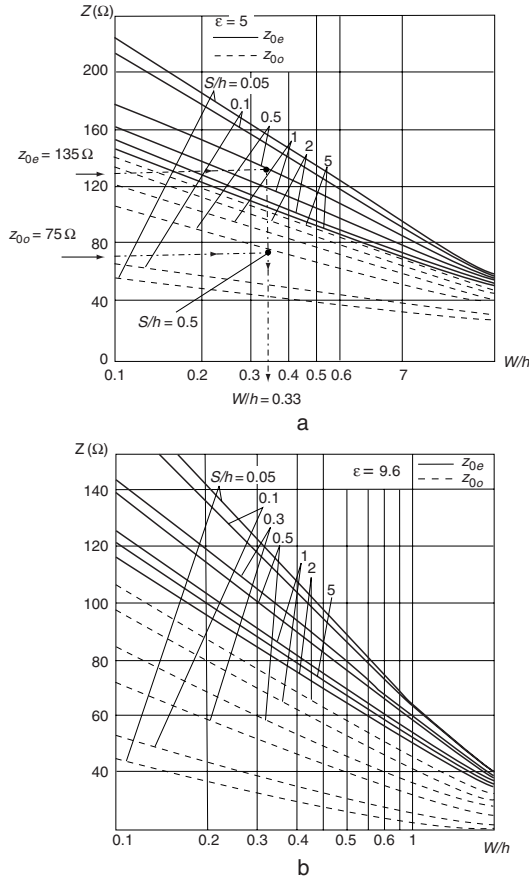 Z(Ω)
ε = 5
z0e
z0o
200
S/h = 0.05
0.1
0.5
1
2
5
160
z0e = 135 Ω
120
z0o = 75 Ω
80
S/h = 0.5
40
0
0.1
0.2
0.3
0.4
0.5
0.6
7
W/h
W/h = 0.33
a
Z (Ω)
ε = 9.6
z0e
z0o
140
S/h = 0.05
0.1
0.3
0.5
1
2
5
120
100
80
60
40
0.1
0.2
0.3
0.4
0.5
0.6
0.8
1
W/h
b